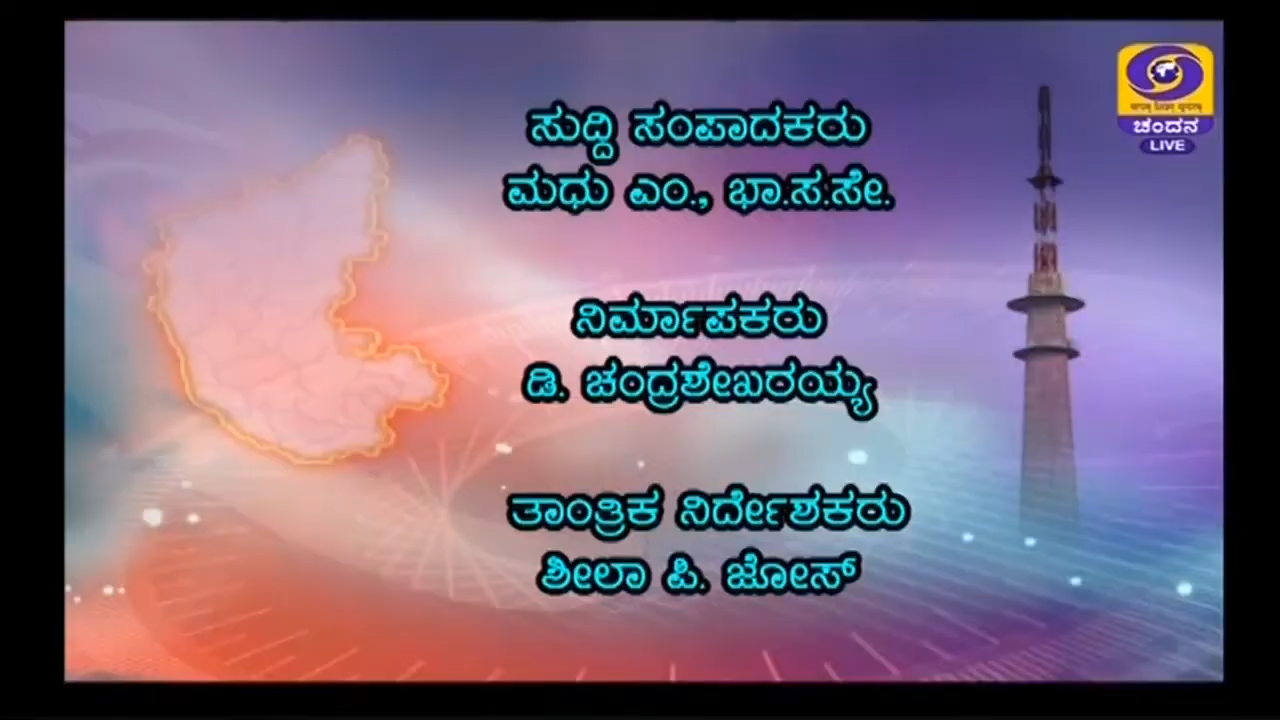 ಸುದ್ದಿ ಸಂಪಾದಕರು
ಮಧು ಎಂ., ಭಾ.ಸ.ಸೇ.
ನಿರ್ಮಾಪಕರು
ಡಿ. ಚಂದ್ರಶೇಖರಯ್ಯ
ತಾಂತ್ರಿಕ ನಿರ್ದೇಶಕರು
ಶೀಲಾ ಪಿ. ಜೋಸ್
ಚಂದನ
LIVE